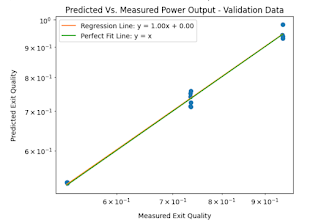 Predicted Vs. Measured Power Output - Validation Data
10⁰
Regression Line: y = 1.00x + 0.00
Perfect Fit Line: y = x
9 × 10⁻¹
8 × 10⁻¹
7 × 10⁻¹
6 × 10⁻¹
Predicted Exit Quality
6 × 10⁻¹ 7 × 10⁻¹ 8 × 10⁻¹ 9 × 10⁻¹
Measured Exit Quality